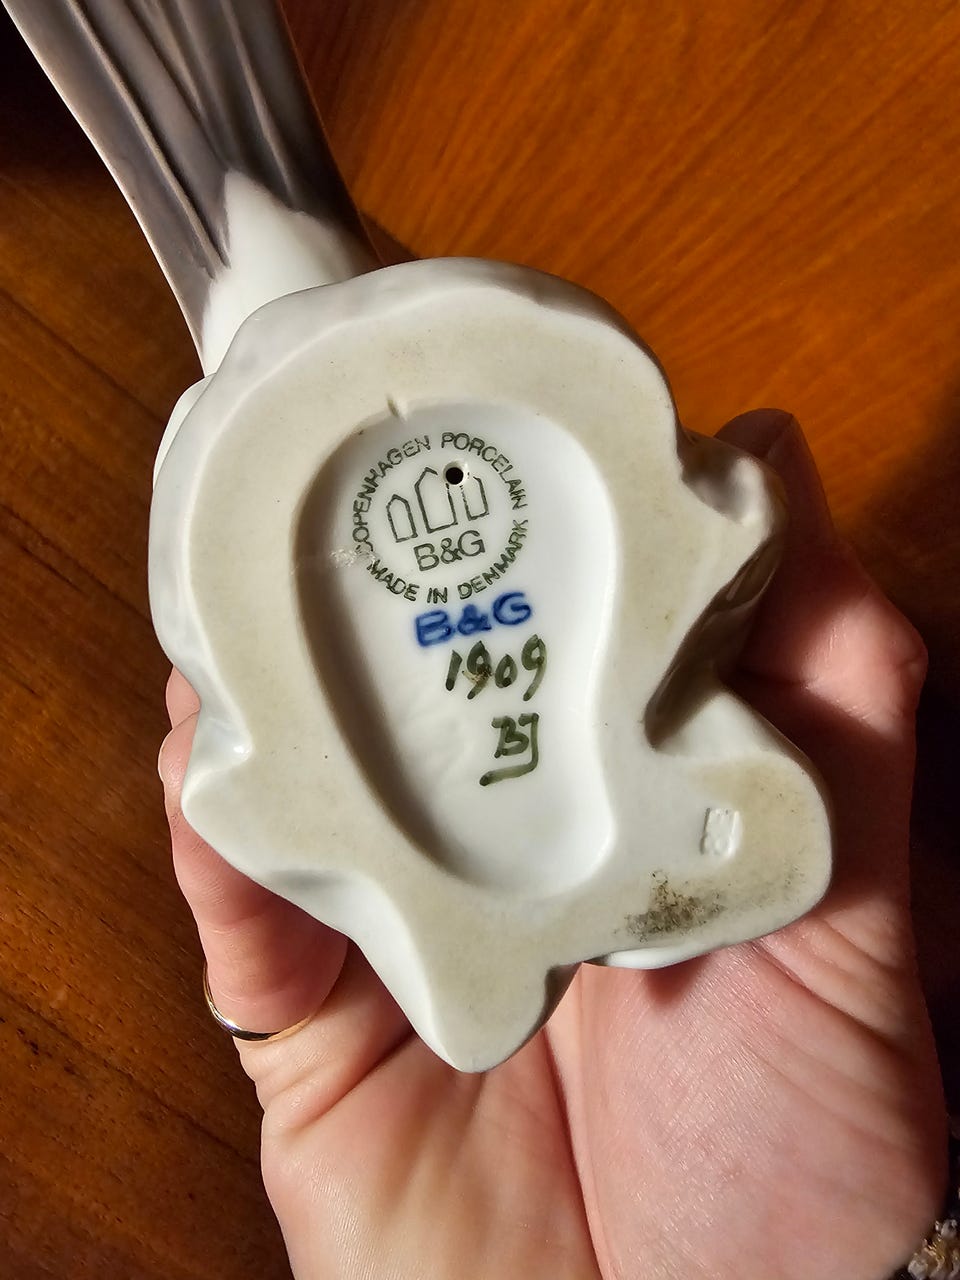 COPENHAGEN PORCELAIN
B&G
MADE IN DENMARK
B&G
1909
BJ